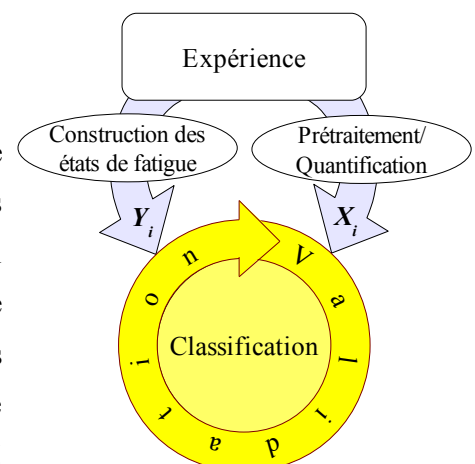 Expérience
Construction des
états de fatigue
Prétraitement/
Quantification
Y_i
X_i
Validation
Classification